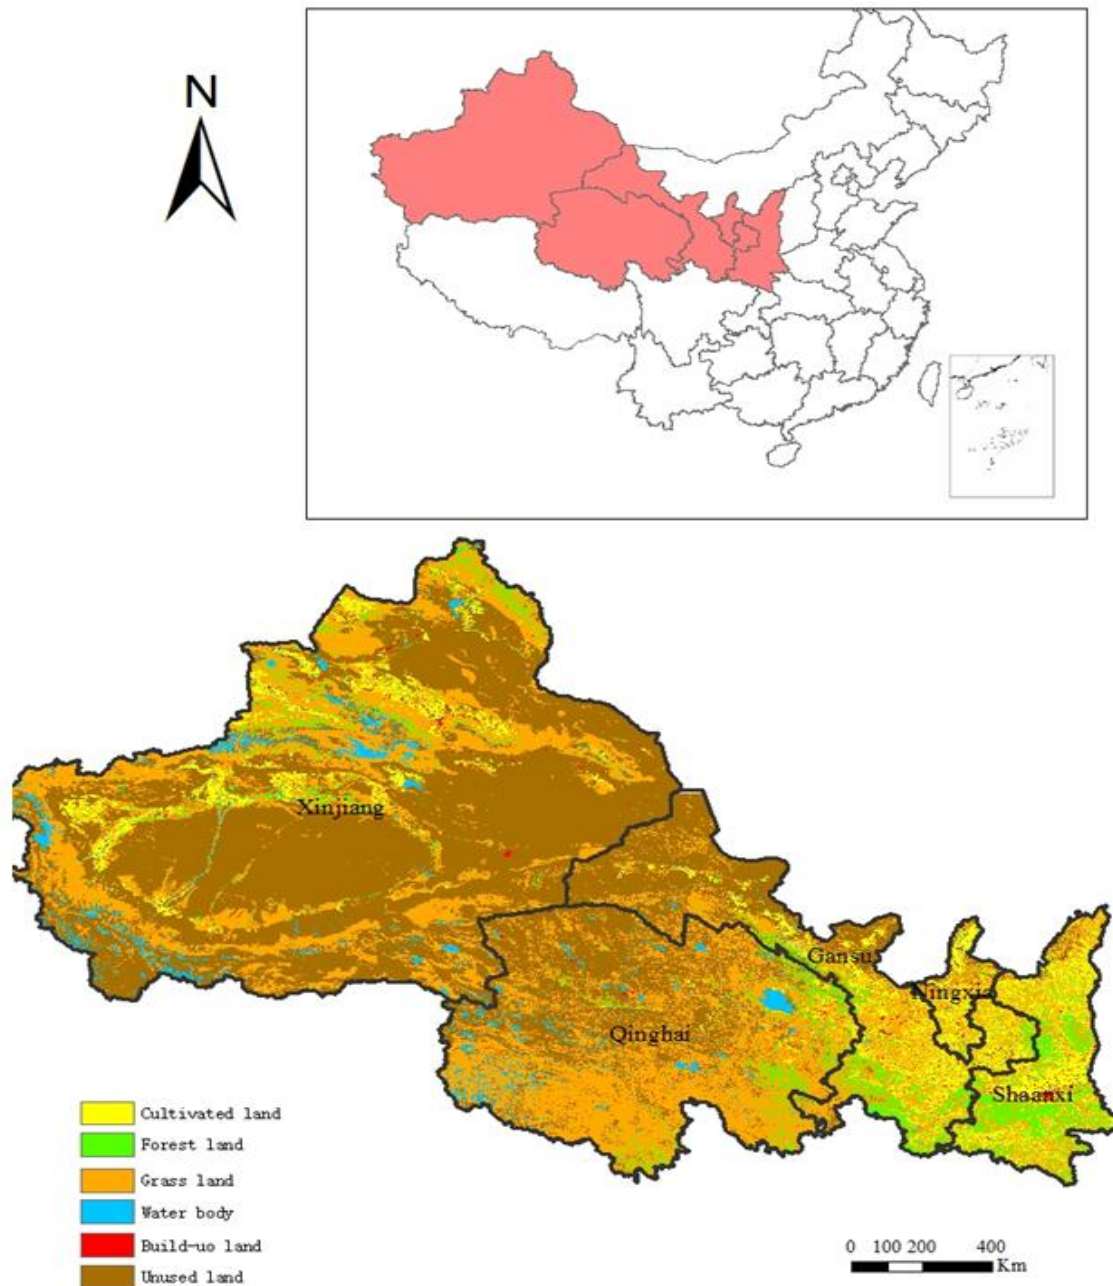 N
Xinjiang
Gansu
Ningxia
Qinghai
Shaanxi
Cultivated land
Forest land
Grass land
Water body
Build-uo land
Unused land
0 100 200 400
Km